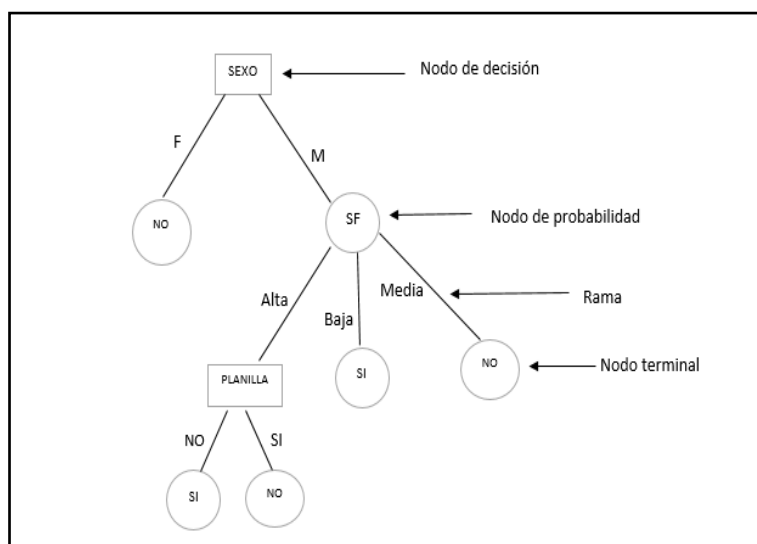 SEXO
Nodo de decisión
F
M
NO
SF
Nodo de probabilidad
Alta
Baja
Media
Rama
PLANILLA
SI
NO
Nodo terminal
NO
SI
SI
NO